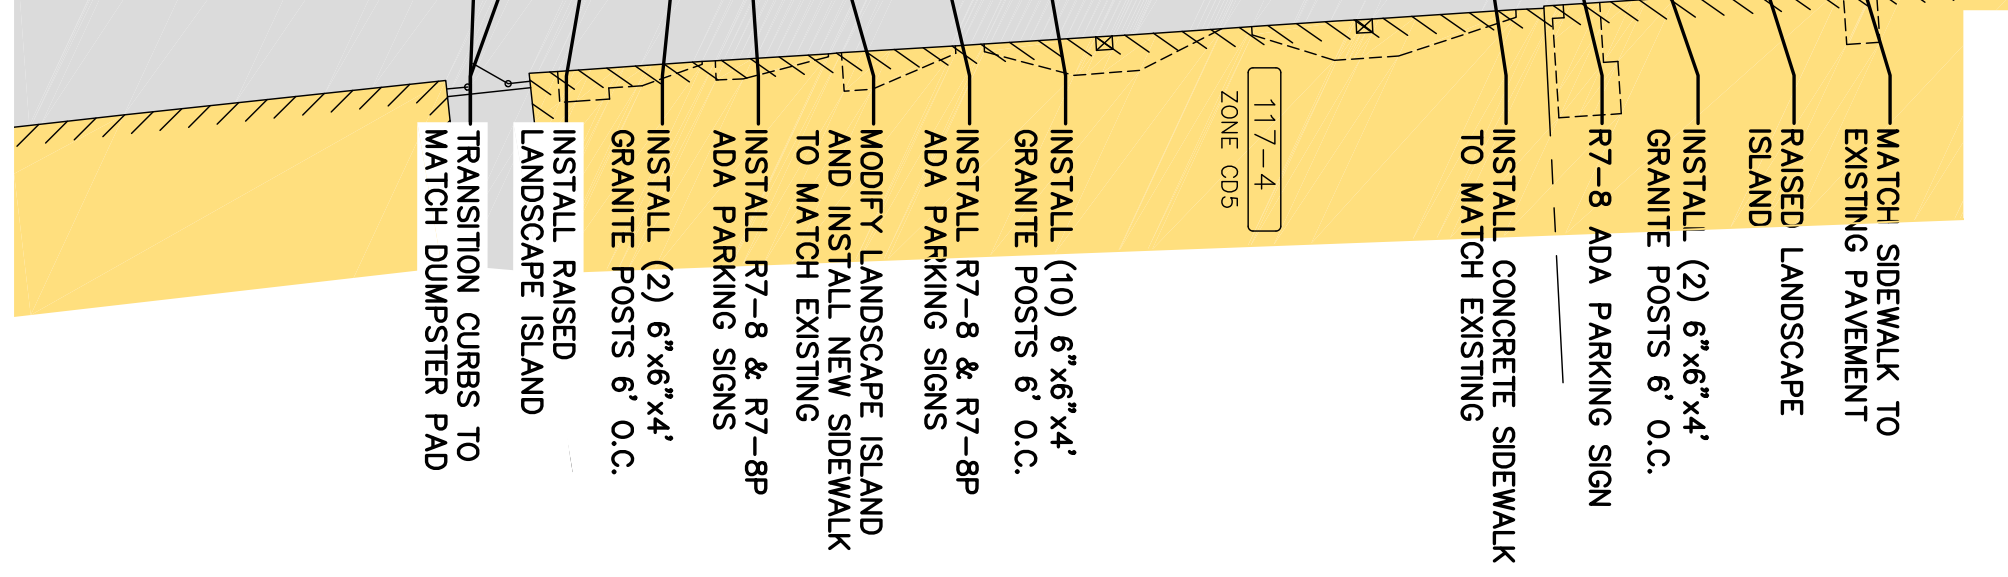 MATCH SIDEWALK TO
EXISTING PAVEMENT
RAISED LANDSCAPE
ISLAND
INSTALL (2) 6"x6"x4'
GRANITE POSTS 6' O.C.
R7-8 ADA PARKING SIGN
INSTALL CONCRETE SIDEWALK
TO MATCH EXISTING
117-4
ZONE CD5
INSTALL (10) 6"x6"x4'
GRANITE POSTS 6' O.C.
INSTALL R7-8 & R7-8P
ADA PARKING SIGNS
MODIFY LANDSCAPE ISLAND
AND INSTALL NEW SIDEWALK
TO MATCH EXISTING
INSTALL R7-8 & R7-8P
ADA PARKING SIGNS
INSTALL (2) 6"x6"x4'
GRANITE POSTS 6' O.C.
INSTALL RAISED
LANDSCAPE ISLAND
TRANSITION CURBS TO
MATCH DUMPSTER PAD